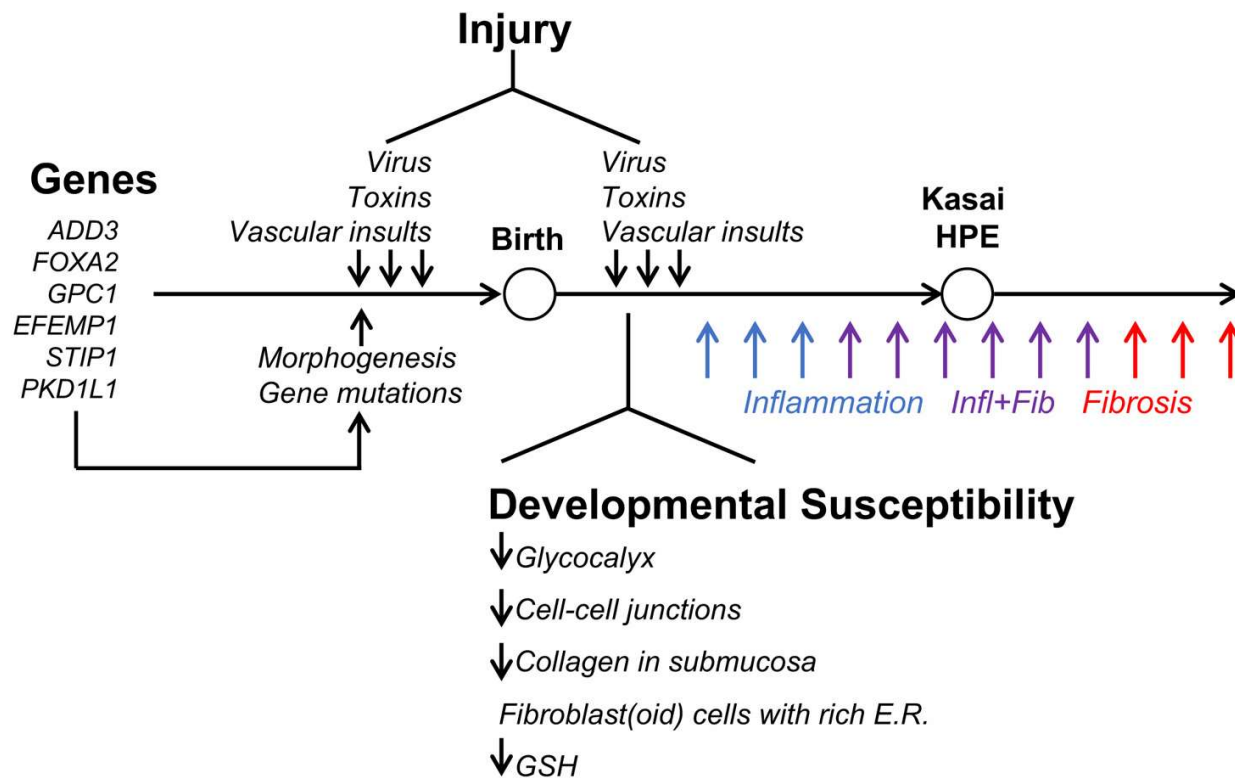 Injury
Genes
ADD3
FOXA2
GPC1
EFEMP1
STIP1
PKD1L1
Virus
Toxins
Vascular insults
Morphogenesis
Gene mutations
Birth
Virus
Toxins
Vascular insults
Kasai
HPE
Inflammation
Infl+Fib
Fibrosis
Developmental Susceptibility
Glycocalyx
Cell-cell junctions
Collagen in submucosa
Fibroblast(oid) cells with rich E.R.
GSH